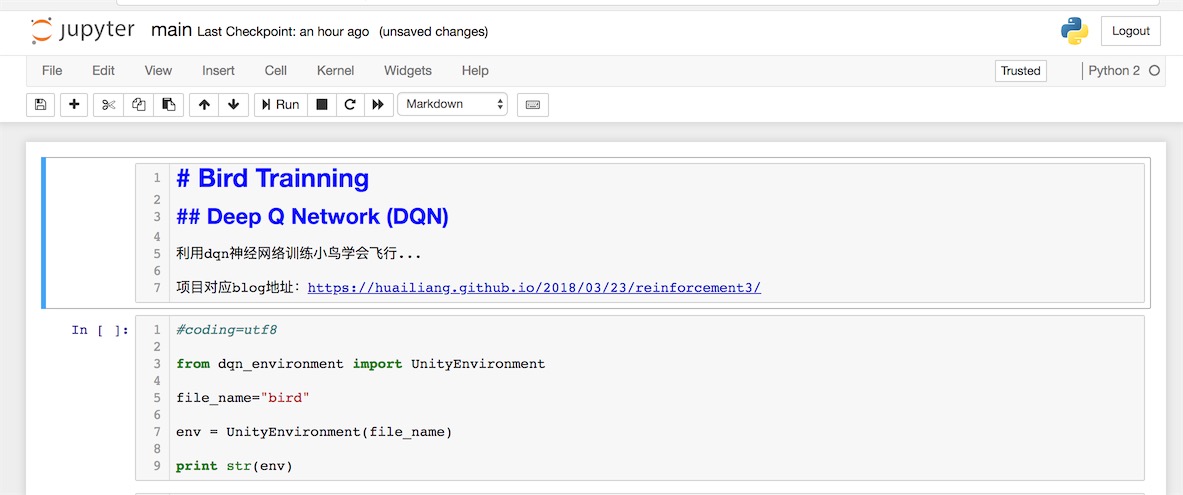 jupyter main Last Checkpoint: an hour ago (unsaved changes) Logout
File Edit View Insert Cell Kernel Widgets Help Trusted Python 2
Run Markdown
1 # Bird Trainning
2
3 ## Deep Q Network (DQN)
4
5 利用dqn神经网络训练小鸟学会飞行...
6
7 项目对应blog地址：https://huailiang.github.io/2018/03/23/reinforcement3/
In [ ]: 1 #coding=utf8
2
3 from dqn_environment import UnityEnvironment
4
5 file_name="bird"
6
7 env = UnityEnvironment(file_name)
8
9 print str(env)